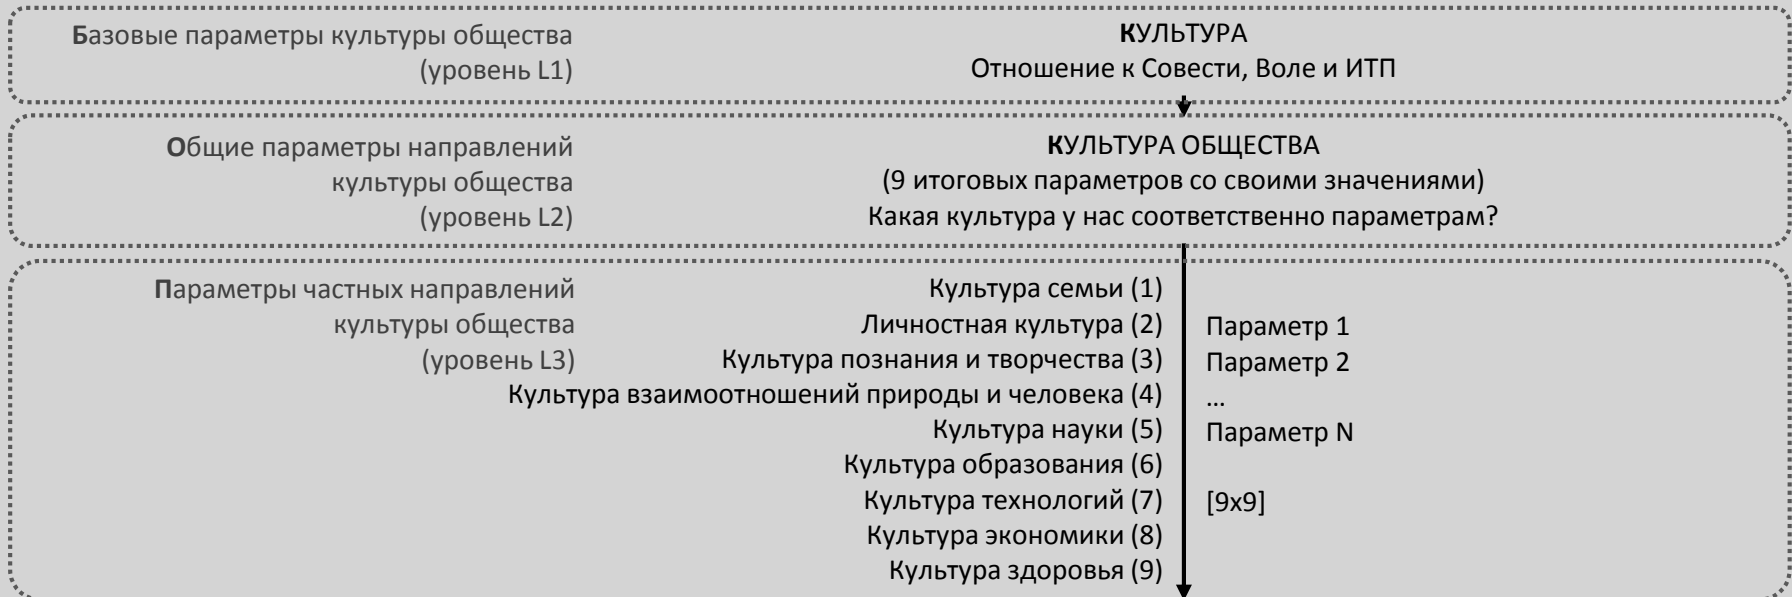 Базовые параметры культуры общества
(уровень L1)
КУЛЬТУРА
Отношение к Совести, Воле и ИТП
Общие параметры направлений
культуры общества
(уровень L2)
КУЛЬТУРА ОБЩЕСТВА
(9 итоговых параметров со своими значениями)
Какая культура у нас соответственно параметрам?
Параметры частных направлений
культуры общества
(уровень L3)
Культура семьи (1)
Личностная культура (2)
Культура познания и творчества (3)
Культура взаимоотношений природы и человека (4)
Культура науки (5)
Культура образования (6)
Культура технологий (7)
Культура экономики (8)
Культура здоровья (9)
Параметр 1
Параметр 2
...
Параметр N
[9x9]